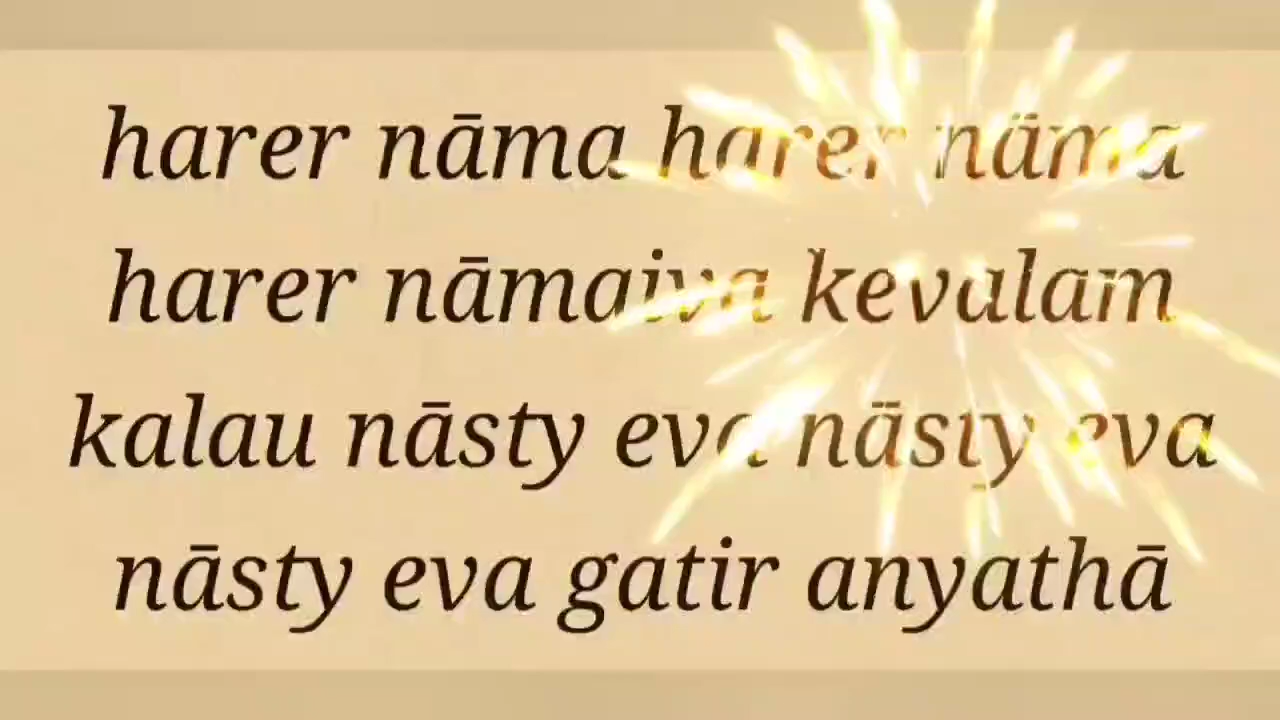 harer nāma harer nāma
harer nāmaiva kevalam
kalau nāsty eva nāsty eva
nāsty eva gatir anyathā